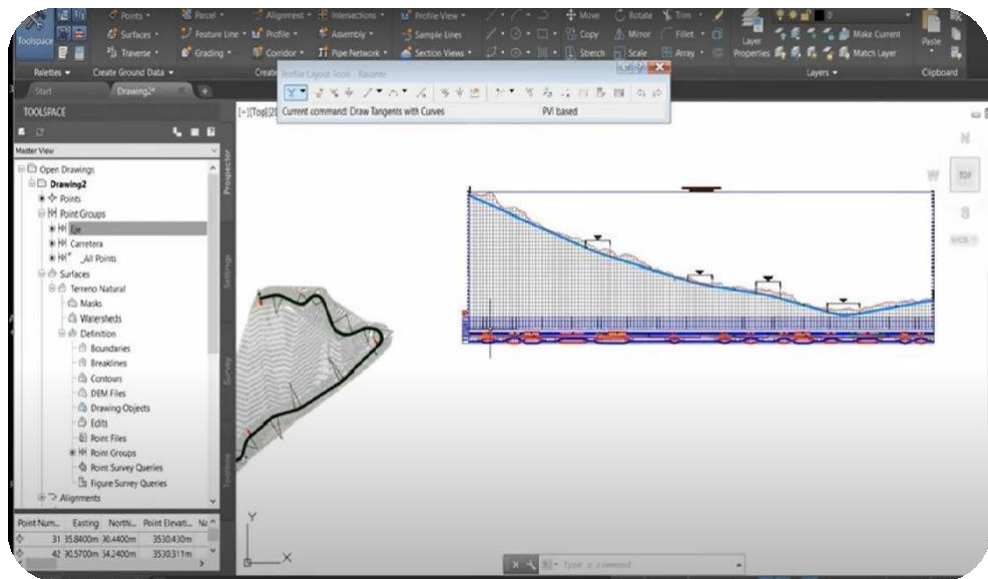 Points Parcel Alignment Intersections Profile View Move Rotate Trim
Toolspace Surfaces Feature Line Profile Assembly Sample Lines Copy Mirror Fillet Make Current
Traverse Grading Corridor Pipe Network Section Views Stretch Scale Array Layer Properties Match Layer Paste
Palettes Create Ground Data Layers Clipboard
Profile Layout Tools
Start Drawing2*
Current command: Draw Tangents with Curves PVI based
TOOLSPACE
[-][Top]
Master View
Open Drawings
Drawing2
Points
Point Groups
Eje
Carretera
_All Points
Surfaces
Terreno Natural
Masks
Watersheds
Definition
Boundaries
Breaklines
Contours
DEM Files
Drawing Objects
Edits
Point Files
Point Groups
Point Survey Queries
Figure Survey Queries
Alignments
Prospector
Settings
Survey
Toolbox
N
W TOP
S
Point Num... Easting Northi... Point Elevati... Na
31 35.8400m 30.4400m 3530.430m
42 30.5700m 34.2400m 3530.311m
Y
X
Type a command